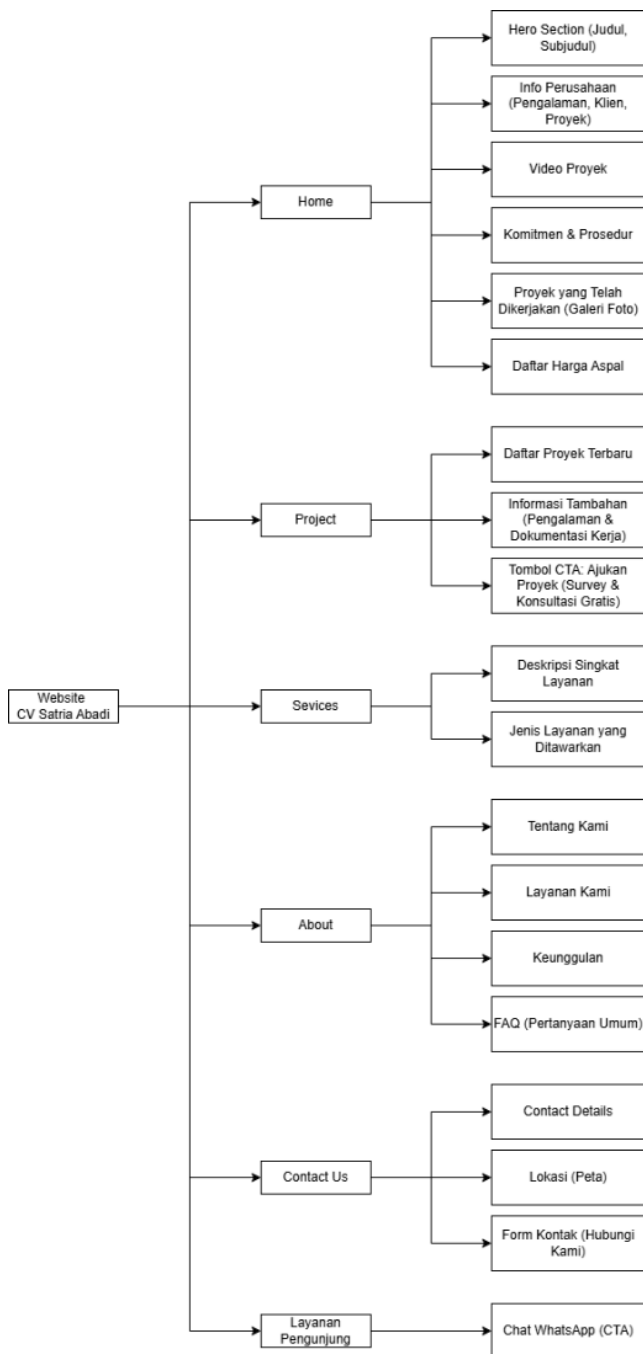 Hero Section (Judul,
Subjudul)
Info Perusahaan
(Pengalaman, Klien,
Proyek)
Video Proyek
Home
Komitmen & Prosedur
Proyek yang Telah
Dikerjakan (Galeri Foto)
Daftar Harga Aspal
Daftar Proyek Terbaru
Project
Informasi Tambahan
(Pengalaman &
Dokumentasi Kerja)
Tombol CTA: Ajukan
Proyek (Survey &
Konsultasi Gratis)
Website
CV Satria Abadi
Sevices
Deskripsi Singkat
Layanan
Jenis Layanan yang
Ditawarkan
Tentang Kami
Layanan Kami
About
Keunggulan
FAQ (Pertanyaan Umum)
Contact Details
Contact Us
Lokasi (Peta)
Form Kontak (Hubungi
Kami)
Layanan
Pengunjung
Chat WhatsApp (CTA)